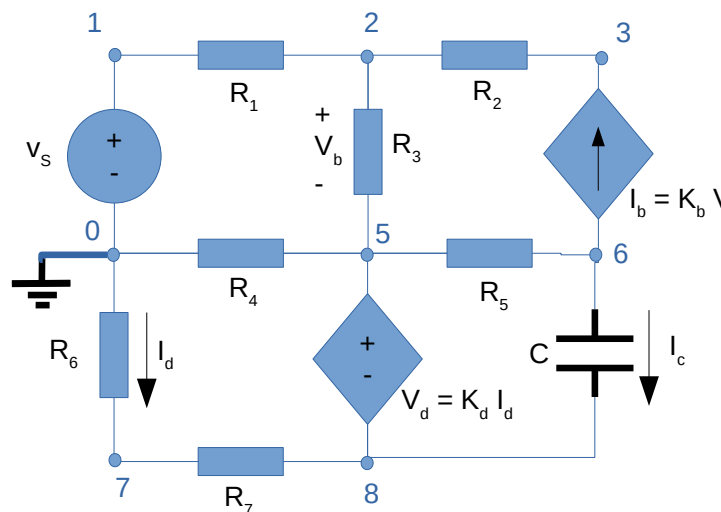 1
2
3
R1
R2
+
Vb
-
R3
vS
+
-
Ib = Kb V
0
5
6
R4
R5
R6
Id
+
-
Vd = Kd Id
C
Ic
7
R7
8